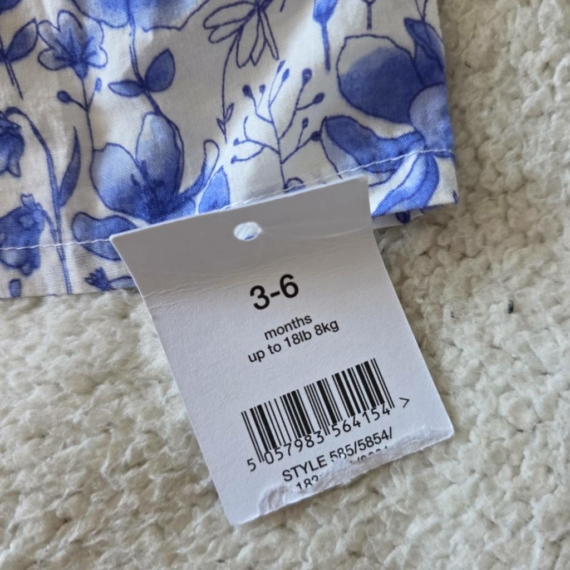 3-6
months
up to 18lb 8kg
5 057983 564154 >
STYLE 585/5854/